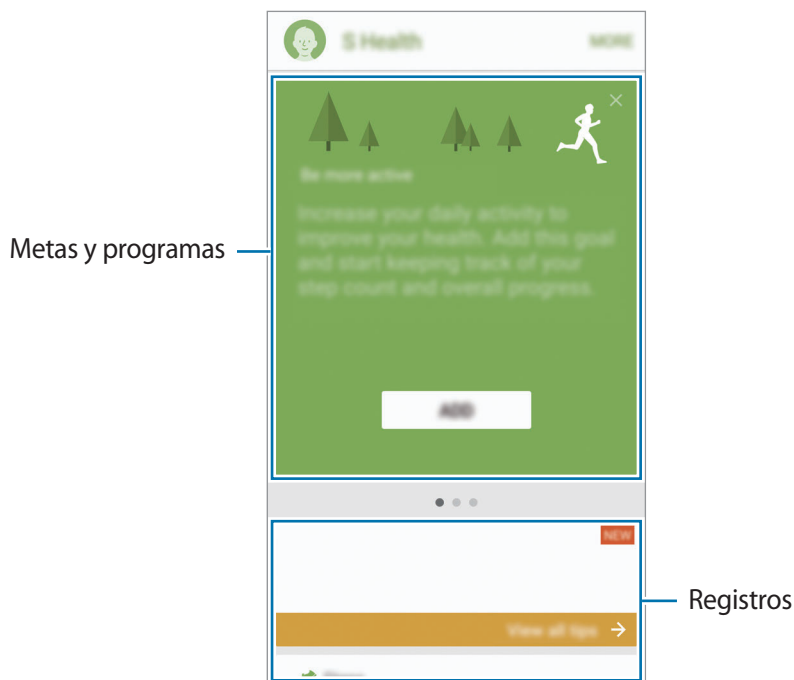 S Health
MORE
Be more active
Increase your daily activity to
improve your health. Add this goal
and start keeping track of your
step count and overall progress.
Metas y programas
ADD
NEW
Registros
View all tips